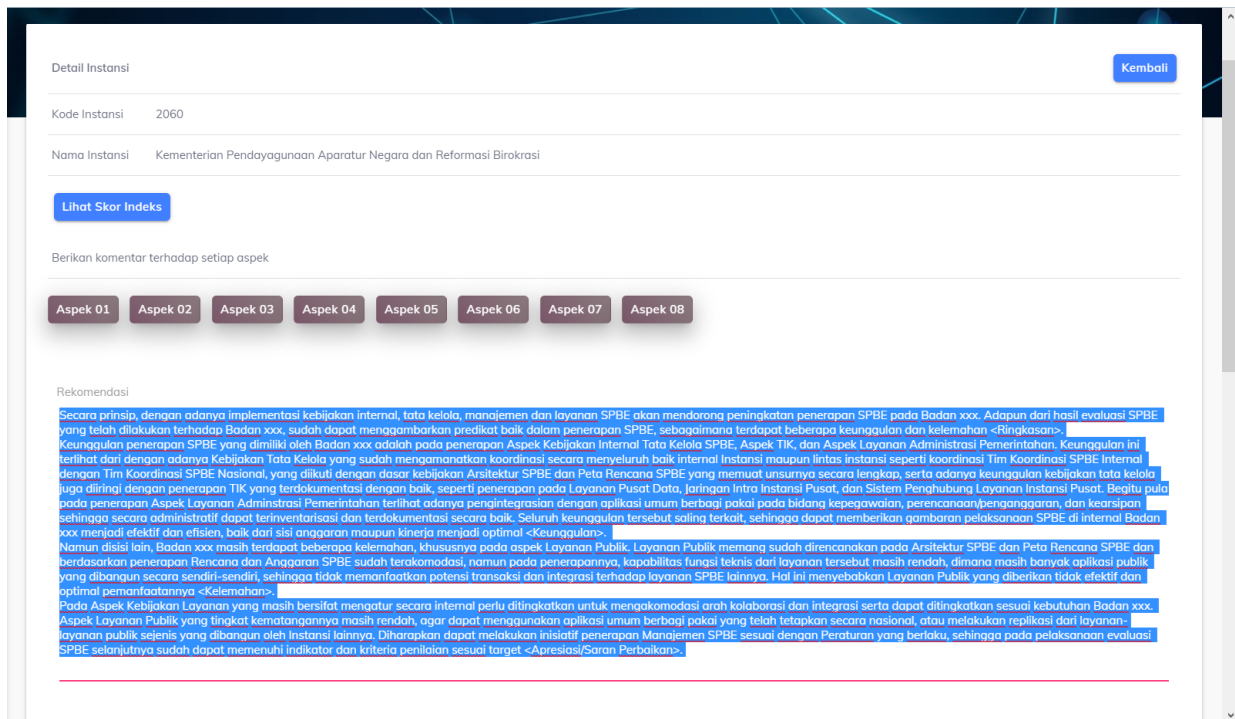 Detail Instansi
Kembali
Kode Instansi 2060
Nama Instansi Kementerian Pendayagunaan Aparatur Negara dan Reformasi Birokrasi
Lihat Skor Indeks
Berikan komentar terhadap setiap aspek
Aspek 01 Aspek 02 Aspek 03 Aspek 04 Aspek 05 Aspek 06 Aspek 07 Aspek 08
Rekomendasi
Secara prinsip, dengan adanya implementasi kebijakan internal, tata kelola, manajemen dan layanan SPBE akan mendorong peningkatan penerapan SPBE pada Badan xxx. Adapun dari hasil evaluasi SPBE
yang telah dilakukan terhadap Badan xxx, sudah dapat menggambarkan predikat baik dalam penerapan SPBE, sebagaimana terdapat beberapa keunggulan dan kelemahan <Ringkasan>.
Keunggulan penerapan SPBE yang dimiliki oleh Badan xxx adalah pada penerapan Aspek Kebijakan Internal Tata Kelola SPBE, Aspek TIK, dan Aspek Layanan Administrasi Pemerintahan. Keunggulan ini
terlihat dari dengan adanya Kebijakan Tata Kelola yang sudah mengamanatkan koordinasi secara menyeluruh baik internal Instansi maupun lintas instansi seperti koordinasi Tim Koordinasi SPBE Internal
dengan Tim Koordinasi SPBE Nasional, yang diikuti dengan dasar kebijakan Arsitektur SPBE dan Peta Rencana SPBE yang memuat unsurnya secara lengkap, serta adanya keunggulan kebijakan tata kelola
juga diiringi dengan penerapan TIK yang terdokumentasi dengan baik, seperti penerapan pada Layanan Pusat Data, Jaringan Intra Instansi Pusat, dan Sistem Penghubung Layanan Instansi Pusat. Begitu pula
pada penerapan Aspek Layanan Adminstrasi Pemerintahan terlihat adanya pengintegrasian dengan aplikasi umum berbagi pakai pada bidang kepegawaian, perencanaan/penganggaran, dan kearsipan
sehingga secara administratif dapat terinventarisasi dan terdokumentasi secara baik. Seluruh keunggulan tersebut saling terkait, sehingga dapat memberikan gambaran pelaksanaan SPBE di internal Badan
xxx menjadi efektif dan efisien, baik dari sisi anggaran maupun kinerja menjadi optimal <Keunggulan>.
Namun disisi lain, Badan xxx masih terdapat beberapa kelemahan, khususnya pada aspek Layanan Publik. Layanan Publik memang sudah direncanakan pada Arsitektur SPBE dan Peta Rencana SPBE dan
berdasarkan penerapan Rencana dan Anggaran SPBE sudah terakomodasi, namun pada penerapannya, kapabilitas fungsi teknis dari layanan tersebut masih rendah, dimana masih banyak aplikasi publik
yang dibangun secara sendiri-sendiri, sehingga tidak memanfaatkan potensi transaksi dan integrasi terhadap layanan SPBE lainnya. Hal ini menyebabkan Layanan Publik yang diberikan tidak efektif dan
optimal pemanfaatannya <Kelemahan>.
Pada Aspek Kebijakan Layanan yang masih bersifat mengatur secara internal perlu ditingkatkan untuk mengakomodasi arah kolaborasi dan integrasi serta dapat ditingkatkan sesuai kebutuhan Badan xxx.
Aspek Layanan Publik yang tingkat kematangannya masih rendah, agar dapat menggunakan aplikasi umum berbagi pakai yang telah tetapkan secara nasional, atau melakukan replikasi dari layanan-
layanan publik sejenis yang dibangun oleh Instansi lainnya. Diharapkan dapat melakukan inisiatif penerapan Manajemen SPBE sesuai dengan Peraturan yang berlaku, sehingga pada pelaksanaan evaluasi
SPBE selanjutnya sudah dapat memenuhi indikator dan kriteria penilaian sesuai target <Apresiasi/Saran Perbaikan>.